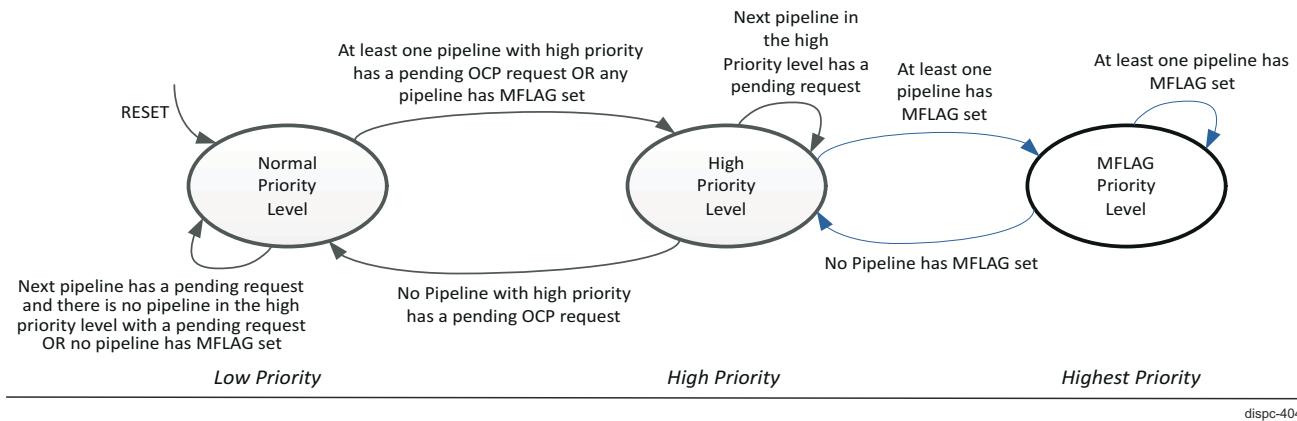 Next pipeline in
the high
Priority level has a
pending request
At least one pipeline with high priority
has a pending OCP request OR any
pipeline has MFLAG set
At least one
pipeline has
MFLAG set
At least one pipeline has
MFLAG set
RESET
Normal
Priority
Level
High
Priority
Level
MFLAG
Priority
Level
No Pipeline has MFLAG set
Next pipeline has a pending request
and there is no pipeline in the high
priority level with a pending request
OR no pipeline has MFLAG set
No Pipeline with high priority
has a pending OCP request
Low Priority
High Priority
Highest Priority
dispc-404